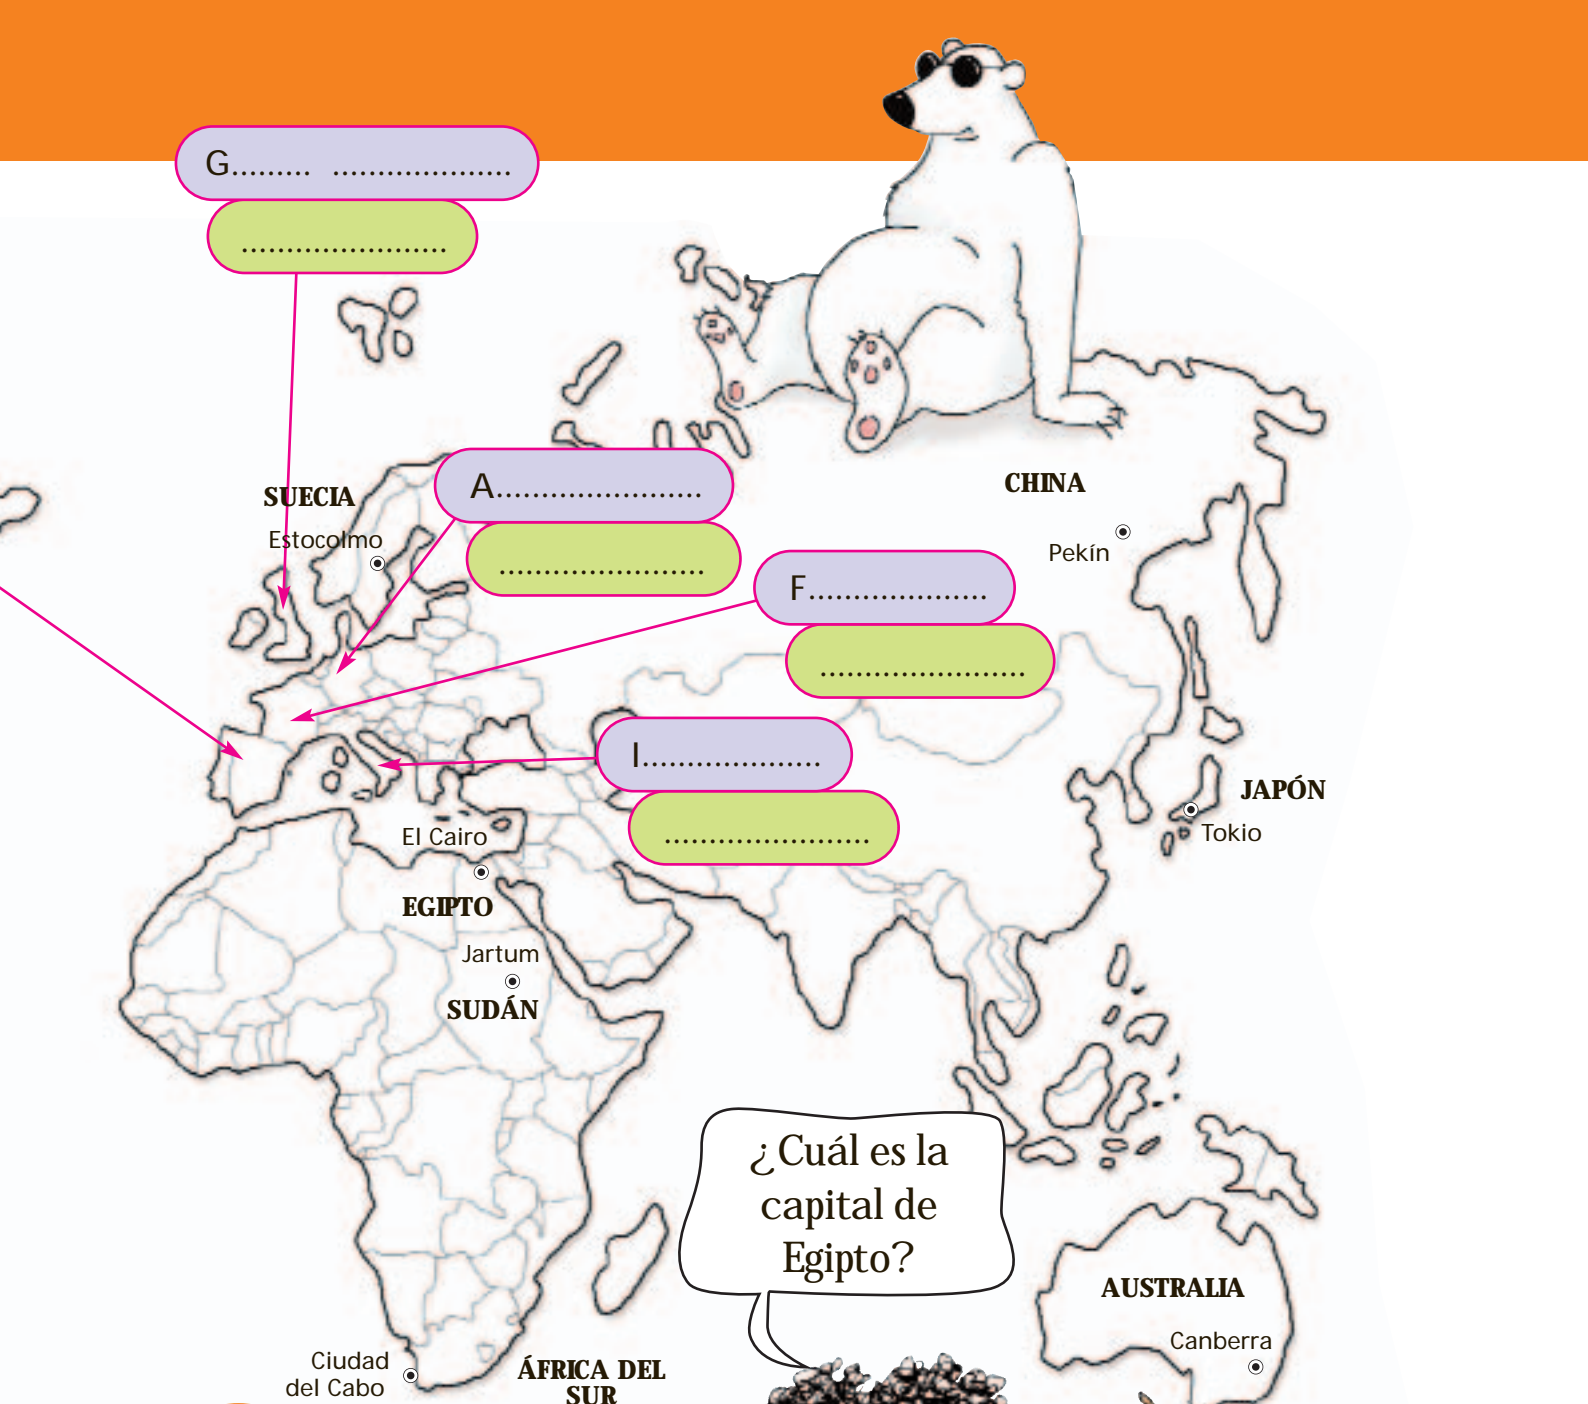 G......... ....................
.......................
SUECIA
Estocolmo
A.......................
.......................
CHINA
Pekín
F....................
.......................
I....................
.......................
JAPÓN
Tokio
El Cairo
EGIPTO
Jartum
SUDÁN
¿Cuál es la
capital de
Egipto?
AUSTRALIA
Canberra
Ciudad
del Cabo
ÁFRICA DEL
SUR